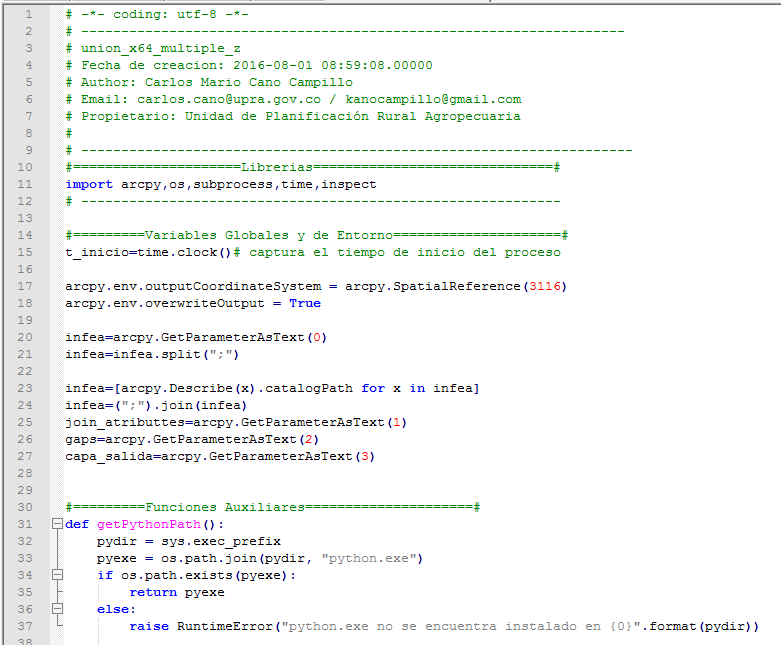 1 # -*- coding: utf-8 -*-
2 # --------------------------------------------------------------------
3 # union_x64_multiple_z
4 # Fecha de creacion: 2016-08-01 08:59:08.00000
5 # Author: Carlos Mario Cano Campillo
6 # Email: carlos.cano@upra.gov.co / kanocampillo@gmail.com
7 # Propietario: Unidad de Planificación Rural Agropecuaria
8 #
9 # ---------------------------------------------------------------------
10 #=====================Librerias==============================#
11 import arcpy,os,subprocess,time,inspect
12 # ------------------------------------------------------------
13
14 #=========Variables Globales y de Entorno=====================#
15 t_inicio=time.clock()# captura el tiempo de inicio del proceso
16
17 arcpy.env.outputCoordinateSystem = arcpy.SpatialReference(3116)
18 arcpy.env.overwriteOutput = True
19
20 infea=arcpy.GetParameterAsText(0)
21 infea=infea.split(";")
22
23 infea=[arcpy.Describe(x).catalogPath for x in infea]
24 infea=(";").join(infea)
25 join_atributtes=arcpy.GetParameterAsText(1)
26 gaps=arcpy.GetParameterAsText(2)
27 capa_salida=arcpy.GetParameterAsText(3)
28
29
30 #=========Funciones Auxiliares=====================#
31 def getPythonPath():
32     pydir = sys.exec_prefix
33     pyexe = os.path.join(pydir, "python.exe")
34     if os.path.exists(pyexe):
35         return pyexe
36     else:
37         raise RuntimeError("python.exe no se encuentra instalado en {0}".format(pydir))
38